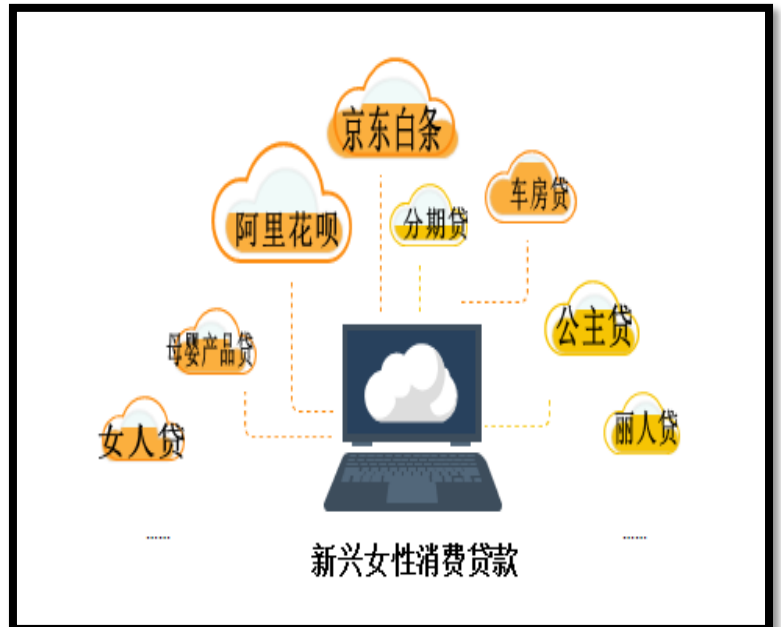 京东白条
车房贷
分期贷
阿里花呗
公主贷
母婴产品贷
丽人贷
女人贷
......
......
新兴女性消费贷款